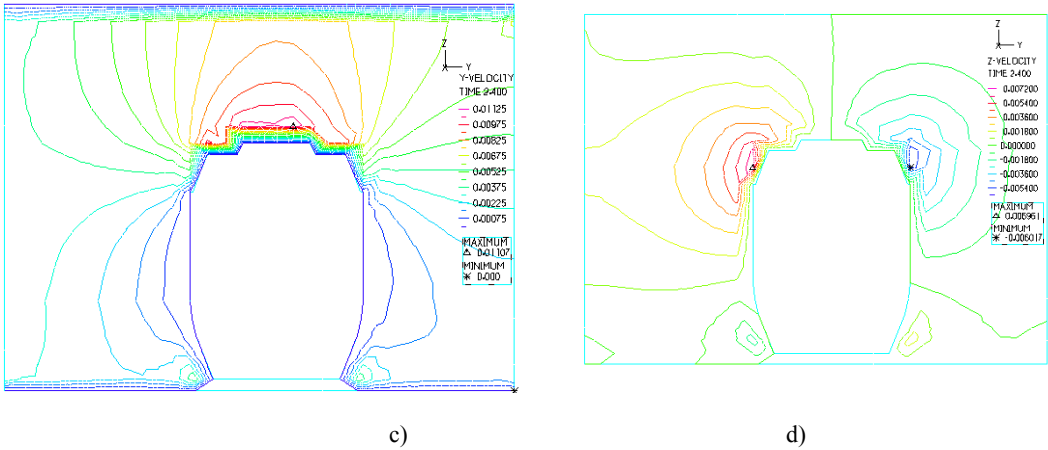 Z
Y
Y-VELOCITY
TIME 2.400
0.01125
0.00975
0.00825
0.00675
0.00525
0.00375
0.00225
0.00075
MAXIMUM
△ 0.01107
MINIMUM
* 0.000
c)
Z
Y
Z-VELOCITY
TIME 2.400
0.007200
0.005400
0.003600
0.001800
0.000000
-0.001800
-0.003600
-0.005400
MAXIMUM
△ 0.006961
MINIMUM
* -0.006017
d)